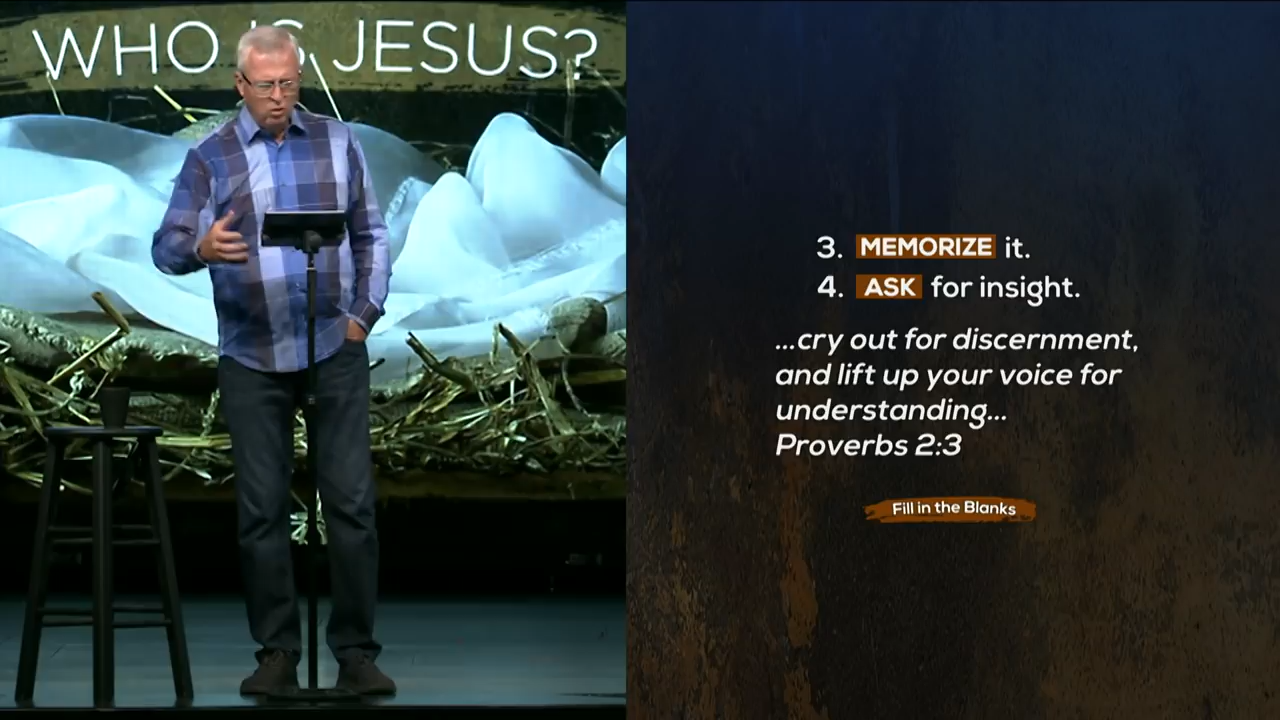 WHO IS JESUS?
3. MEMORIZE it.
4. ASK for insight.
...cry out for discernment,
and lift up your voice for
understanding...
Proverbs 2:3
Fill in the Blanks